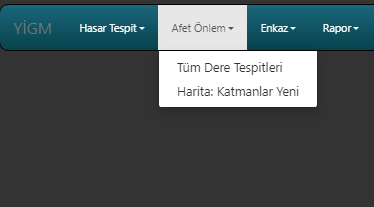 YİGM Hasar Tespit Afet Önlem Enkaz Rapor
Tüm Dere Tespitleri
Harita: Katmanlar Yeni